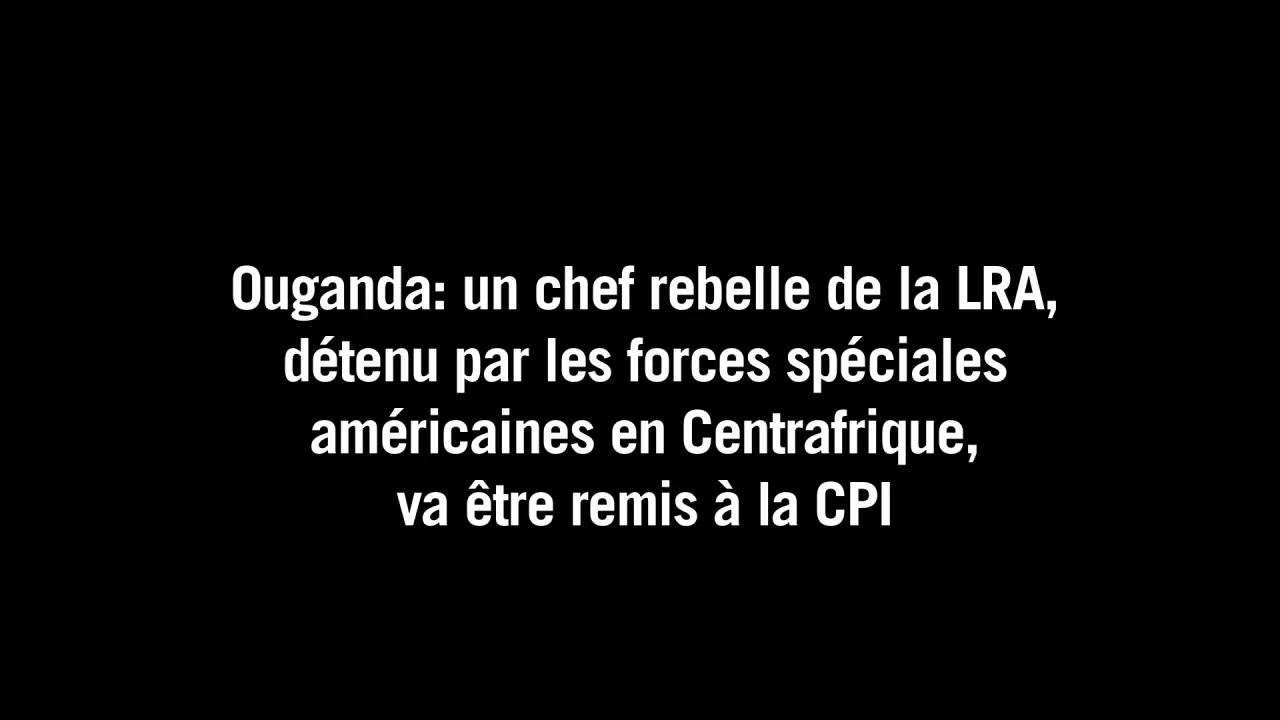 Ouganda: un chef rebelle de la LRA,
détenu par les forces spéciales
américaines en Centrafrique,
va être remis à la CPI